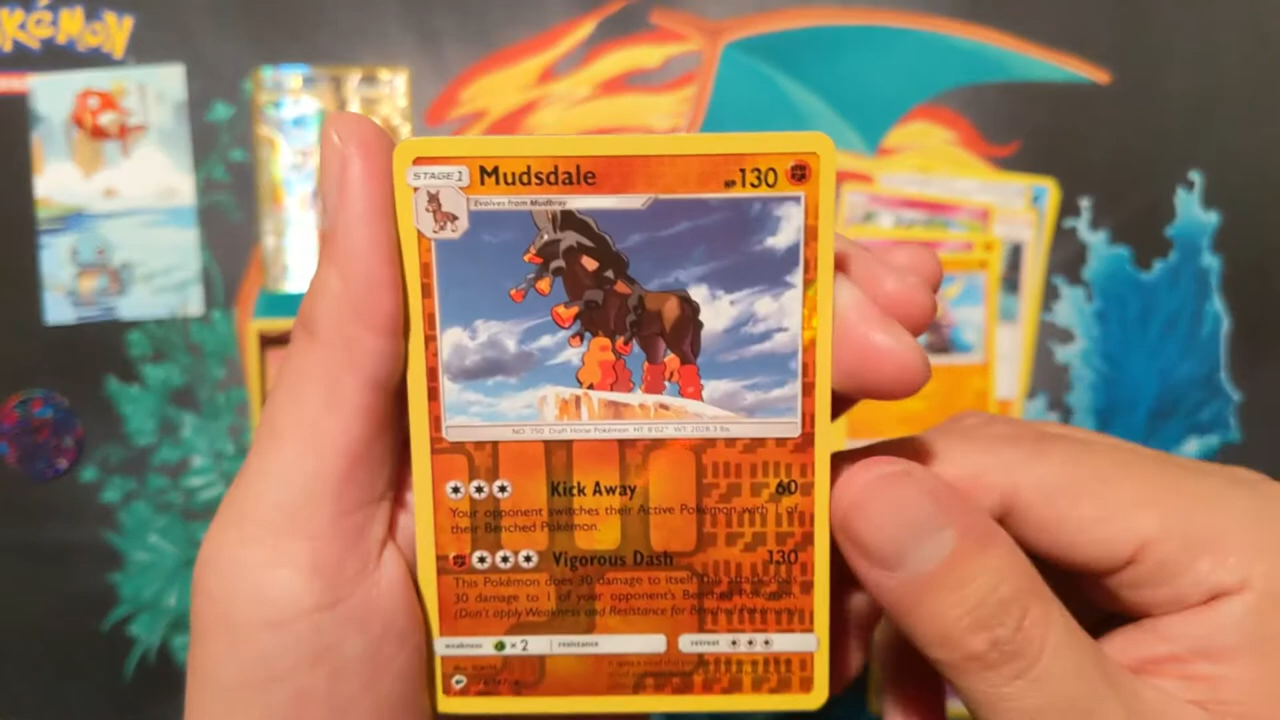 POKÉMON
STAGE 1 Mudsdale HP 130
Evolves from Mudbray
NO. 750 Draft Horse Pokémon HT: 8'02" WT: 2028.3 lbs.
Kick Away 60
Your opponent switches their Active Pokémon with 1 of
their Benched Pokémon.
Vigorous Dash 130
This Pokémon does 30 damage to itself. This attack does
30 damage to 1 of your opponent's Benched Pokémon.
(Don't apply Weakness and Resistance for Benched Pokémon.)
weakness ×2 resistance retreat